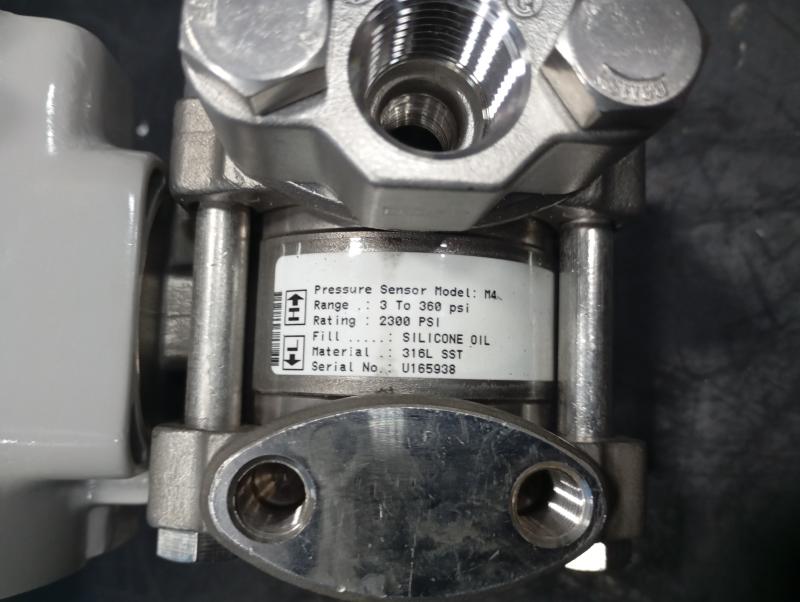 Pressure Sensor Model: M4
Range .: 3 To 360 psi
Rating : 2300 PSI
Fill .....: SILICONE OIL
Material .: 316L SST
Serial No.: U165938
H
L